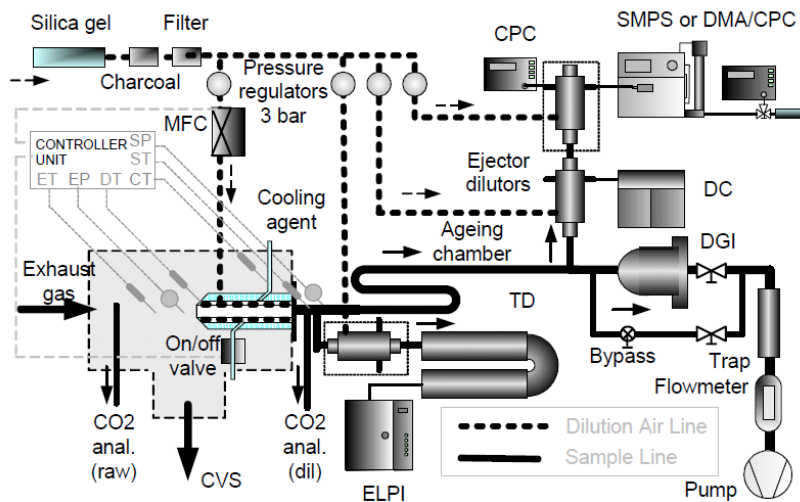 Silica gel
Filter
Charcoal
CPC
SMPS or DMA/CPC
Pressure
regulators
3 bar
MFC
CONTROLLER
UNIT
SP
ST
ET
EP
DT
CT
Cooling
agent
Ejector
dilutors
DC
Ageing
chamber
DGI
Exhaust
gas
TD
On/off
valve
Bypass
Trap
Flowmeter
CO2
anal.
(raw)
CVS
CO2
anal.
(dil)
ELPI
Dilution Air Line
Sample Line
Pump